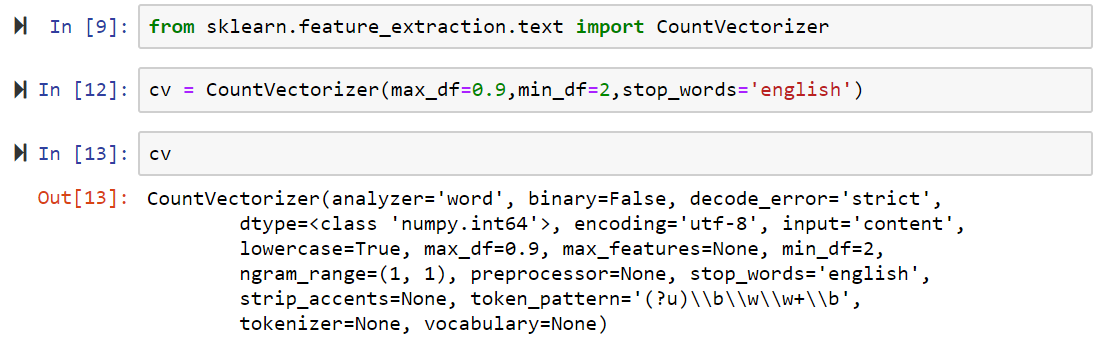 In [9]: from sklearn.feature_extraction.text import CountVectorizer
In [12]: cv = CountVectorizer(max_df=0.9,min_df=2,stop_words='english')
In [13]: cv
Out[13]: CountVectorizer(analyzer='word', binary=False, decode_error='strict',
dtype=<class 'numpy.int64'>, encoding='utf-8', input='content',
lowercase=True, max_df=0.9, max_features=None, min_df=2,
ngram_range=(1, 1), preprocessor=None, stop_words='english',
strip_accents=None, token_pattern='(?u)\\b\\w\\w+\\b',
tokenizer=None, vocabulary=None)